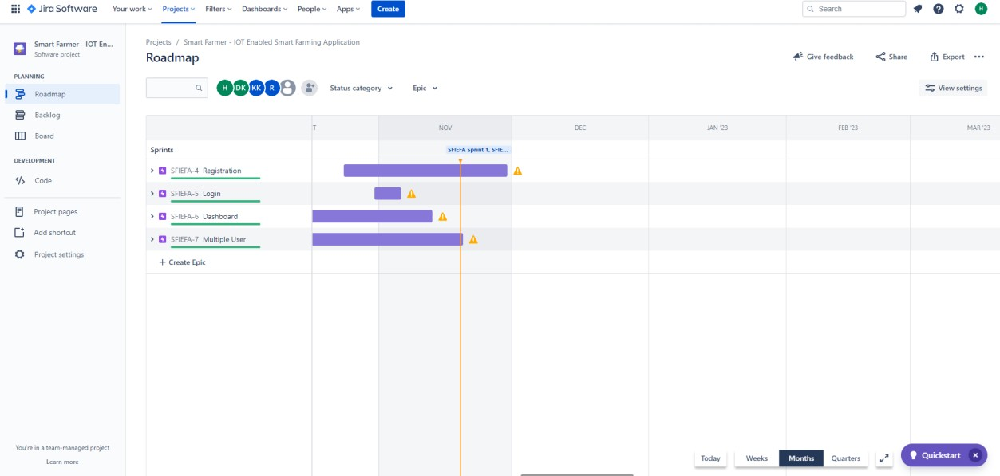 Jira Software Your work Projects Filters Dashboards People Apps Create Search H
Smart Farmer - IOT En...
Software project
PLANNING
Roadmap
Backlog
Board
DEVELOPMENT
Code
Project pages
Add shortcut
Project settings
You're in a team-managed project
Learn more
Projects / Smart Farmer - IOT Enabled Smart Farming Application
Roadmap
Give feedback Share Export
H DK KK R Status category Epic View settings
T NOV DEC JAN '23 FEB '23 MAR '23
Sprints SFIEFA Sprint 1, SFIE...
SFIEFA-4 Registration
SFIEFA-5 Login
SFIEFA-6 Dashboard
SFIEFA-7 Multiple User
+ Create Epic
Today Weeks Months Quarters Quickstart